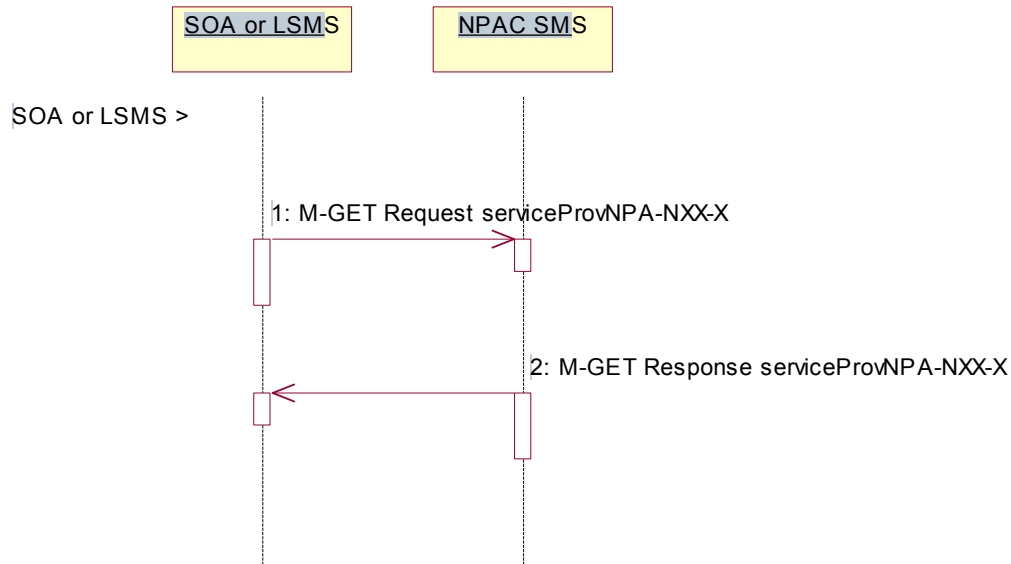 SOA or LSMS
NPAC SMS
SOA or LSMS >
1: M-GET Request serviceProvNPA-NXX-X
2: M-GET Response serviceProvNPA-NXX-X